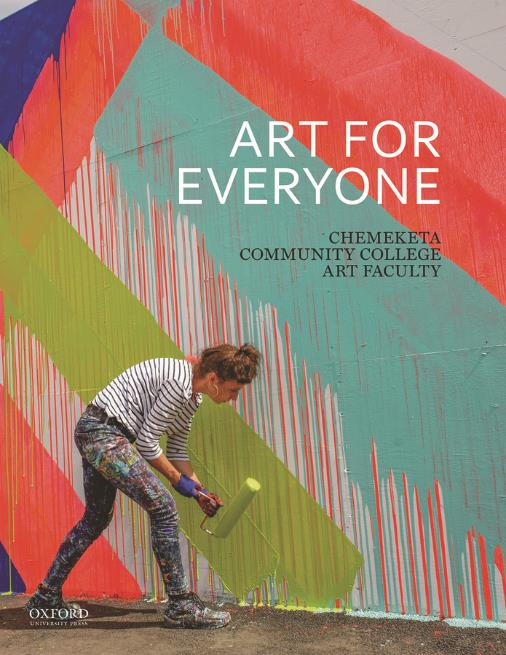 ART FOR
EVERYONE
CHEMEKETA
COMMUNITY COLLEGE
ART FACULTY
OXFORD
UNIVERSITY PRESS